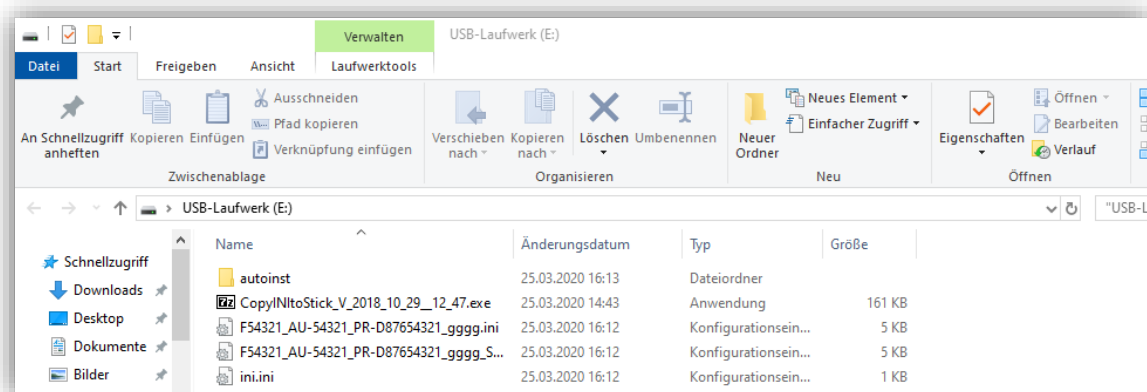 Verwalten USB-Laufwerk (E:)
Datei Start Freigeben Ansicht Laufwerktools
An Schnellzugriff anheften
Kopieren
Einfügen
Ausschneiden
Pfad kopieren
Verknüpfung einfügen
Zwischenablage
Verschieben nach
Kopieren nach
Löschen
Umbenennen
Organisieren
Neuer Ordner
Neues Element
Einfacher Zugriff
Neu
Eigenschaften
Öffnen
Bearbeiten
Verlauf
Öffnen
USB-Laufwerk (E:) "USB-L
Schnellzugriff
Downloads
Desktop
Dokumente
Bilder
Name Änderungsdatum Typ Größe
autoinst 25.03.2020 16:13 Dateiordner
CopyINItoStick_V_2018_10_29__12_47.exe 25.03.2020 14:43 Anwendung 161 KB
F54321_AU-54321_PR-D87654321_gggg.ini 25.03.2020 16:12 Konfigurationsein... 5 KB
F54321_AU-54321_PR-D87654321_gggg_S... 25.03.2020 16:12 Konfigurationsein... 5 KB
ini.ini 25.03.2020 16:12 Konfigurationsein... 1 KB